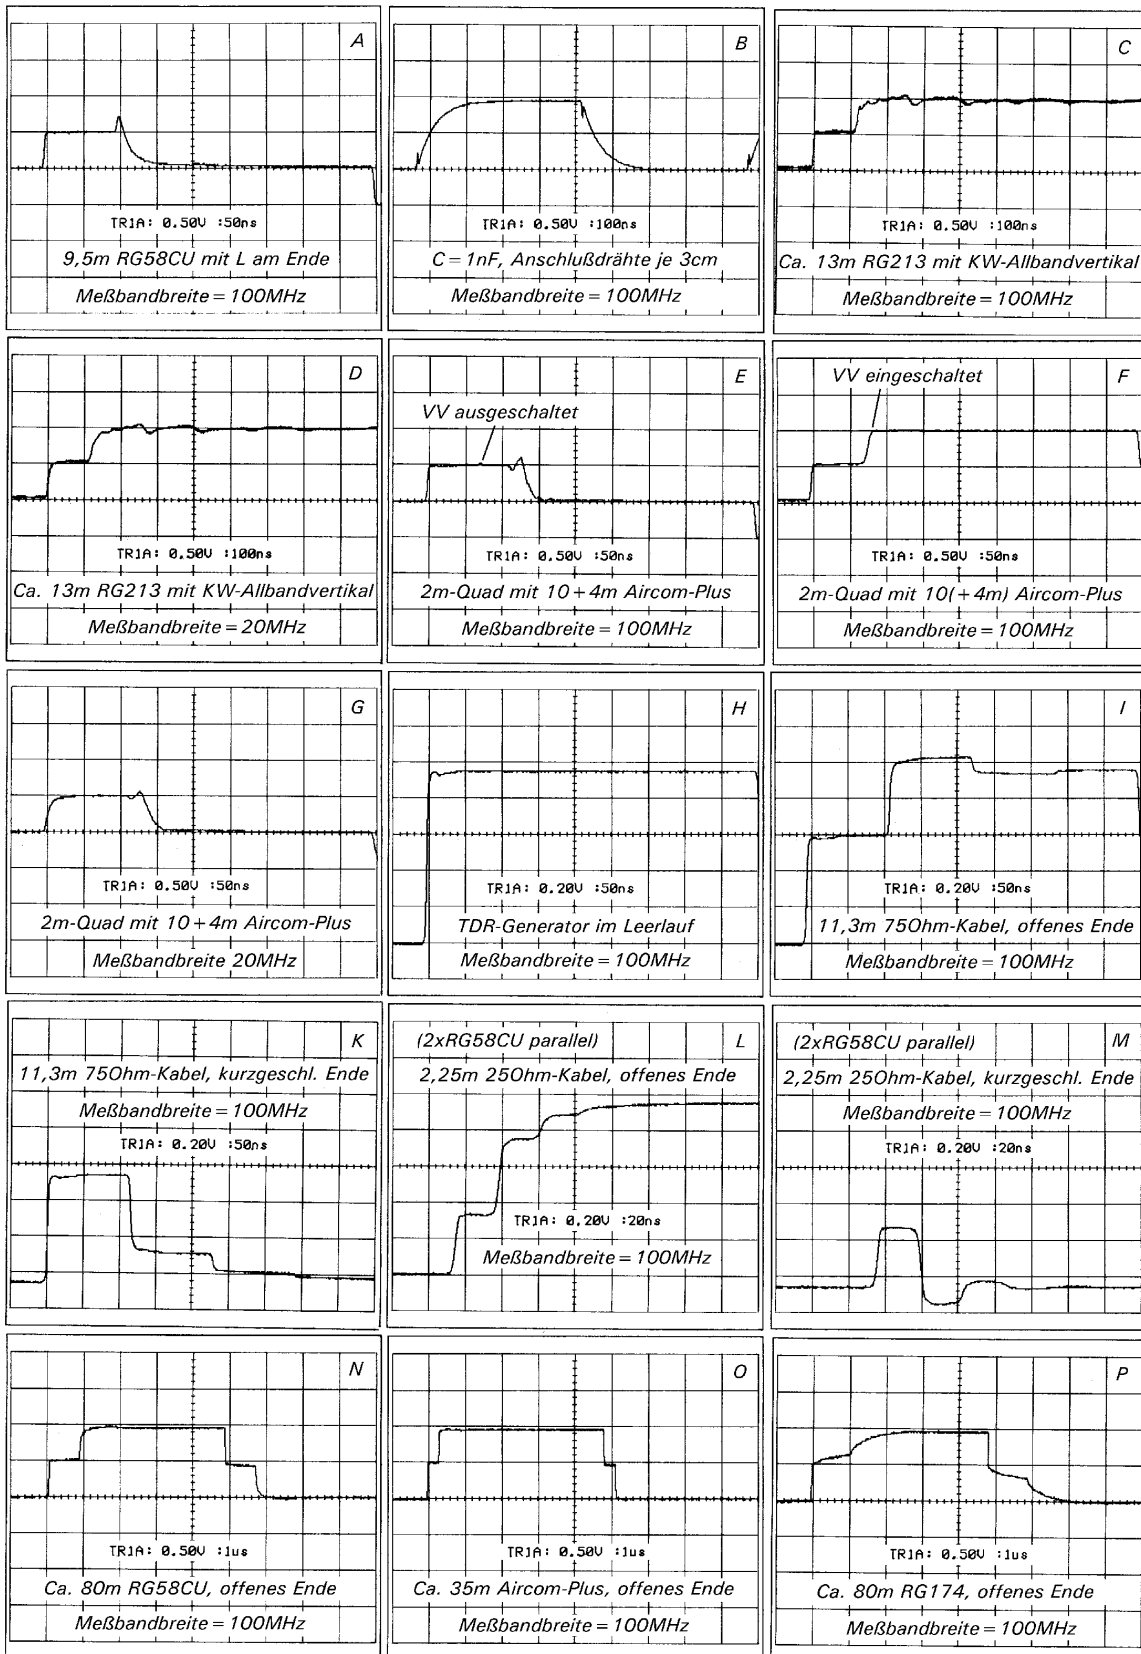 A
TR1A: 0.50V :50ns
9,5m RG58CU mit L am Ende
Meßbandbreite = 100MHz
B
TR1A: 0.50V :100ns
C = 1nF, Anschlußdrähte je 3cm
Meßbandbreite = 100MHz
C
TR1A: 0.50V :100ns
Ca. 13m RG213 mit KW-Allbandvertikal
Meßbandbreite = 100MHz
D
TR1A: 0.50V :100ns
Ca. 13m RG213 mit KW-Allbandvertikal
Meßbandbreite = 20MHz
E
VV ausgeschaltet
TR1A: 0.50V :50ns
2m-Quad mit 10 + 4m Aircom-Plus
Meßbandbreite = 100MHz
F
VV eingeschaltet
TR1A: 0.50V :50ns
2m-Quad mit 10(+ 4m) Aircom-Plus
Meßbandbreite = 100MHz
G
TR1A: 0.50V :50ns
2m-Quad mit 10 + 4m Aircom-Plus
Meßbandbreite 20MHz
H
TR1A: 0.20V :50ns
TDR-Generator im Leerlauf
Meßbandbreite = 100MHz
I
TR1A: 0.20V :50ns
11,3m 75Ohm-Kabel, offenes Ende
Meßbandbreite = 100MHz
K
11,3m 75Ohm-Kabel, kurzgeschl. Ende
Meßbandbreite = 100MHz
TR1A: 0.20V :50ns
(2xRG58CU parallel) L
2,25m 25Ohm-Kabel, offenes Ende
TR1A: 0.20V :20ns
Meßbandbreite = 100MHz
(2xRG58CU parallel) M
2,25m 25Ohm-Kabel, kurzgeschl. Ende
Meßbandbreite = 100MHz
TR1A: 0.20V :20ns
N
TR1A: 0.50V :1us
Ca. 80m RG58CU, offenes Ende
Meßbandbreite = 100MHz
O
TR1A: 0.50V :1us
Ca. 35m Aircom-Plus, offenes Ende
Meßbandbreite = 100MHz
P
TR1A: 0.50V :1us
Ca. 80m RG174, offenes Ende
Meßbandbreite = 100MHz